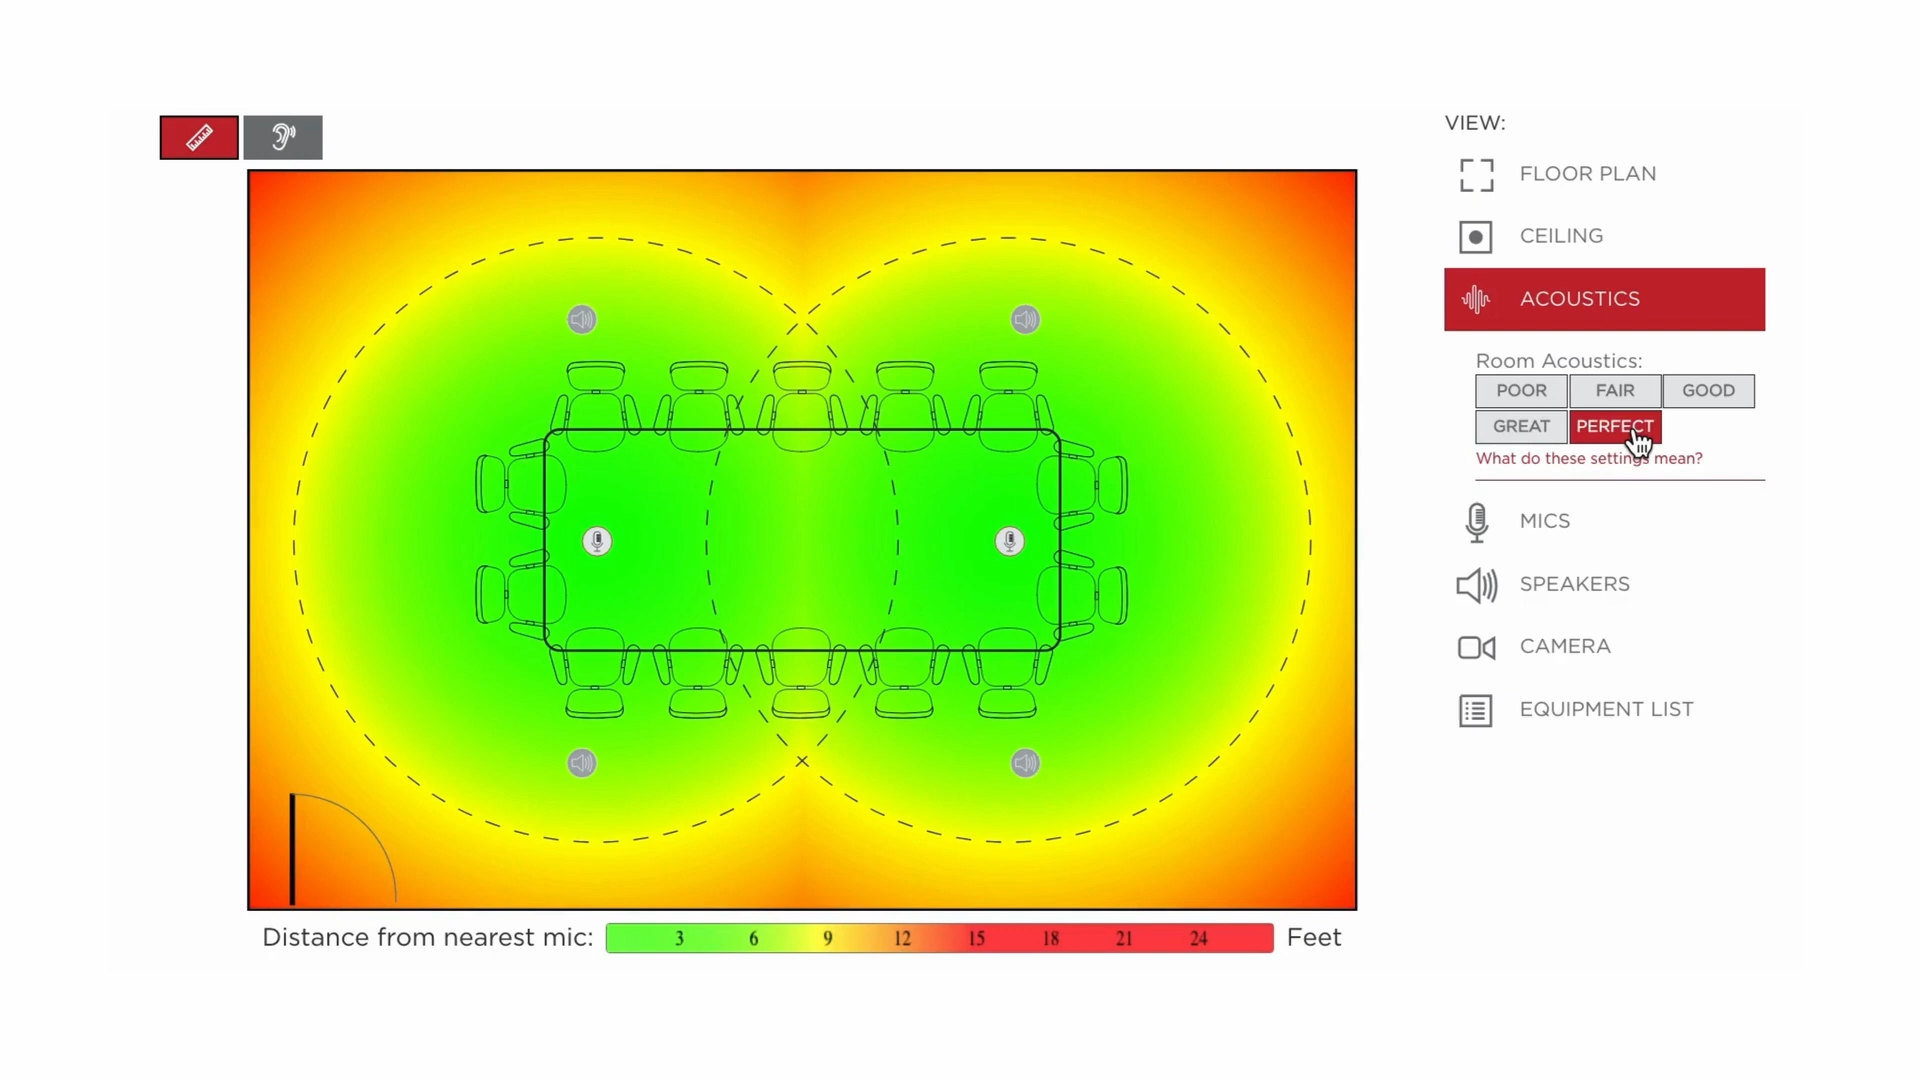 VIEW:
FLOOR PLAN
CEILING
ACOUSTICS
Room Acoustics:
POOR FAIR GOOD
GREAT PERFECT
What do these settings mean?
MICS
SPEAKERS
CAMERA
EQUIPMENT LIST
Distance from nearest mic: 3 6 9 12 15 18 21 24 Feet